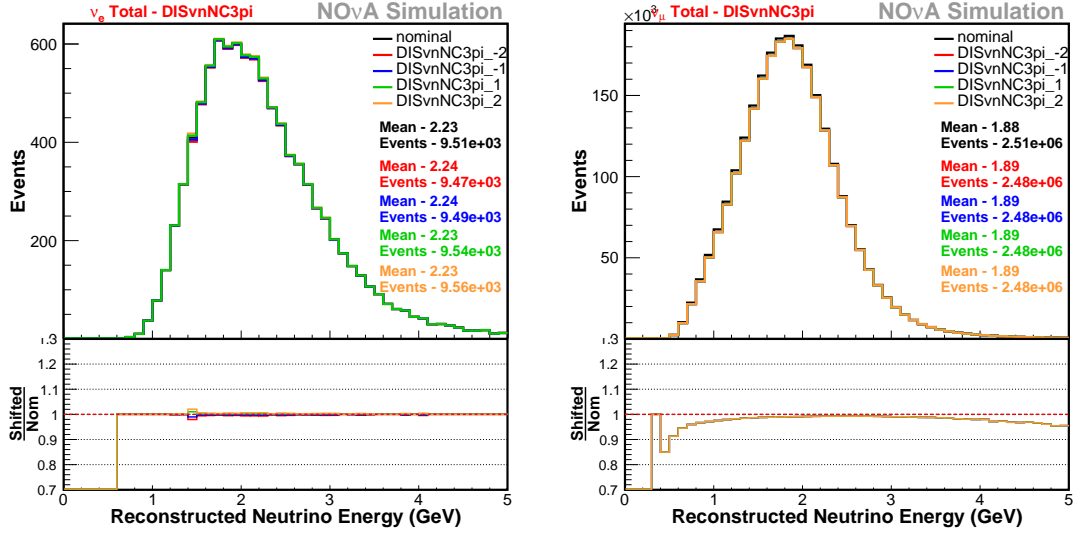 ν_e Total - DISvnNC3pi
NOνA Simulation
nominal
DISvnNC3pi_-2
DISvnNC3pi_-1
DISvnNC3pi_1
DISvnNC3pi_2
Mean - 2.23
Events - 9.51e+03
Mean - 2.24
Events - 9.47e+03
Mean - 2.24
Events - 9.49e+03
Mean - 2.23
Events - 9.54e+03
Mean - 2.23
Events - 9.56e+03
Events
600
400
200
1.3
1.2
1.1
1
0.9
0.8
0.7
Shifted
Nom
0 1 2 3 4 5
Reconstructed Neutrino Energy (GeV)
×10³
ν_μ Total - DISvnNC3pi
NOνA Simulation
nominal
DISvnNC3pi_-2
DISvnNC3pi_-1
DISvnNC3pi_1
DISvnNC3pi_2
Mean - 1.88
Events - 2.51e+06
Mean - 1.89
Events - 2.48e+06
Mean - 1.89
Events - 2.48e+06
Mean - 1.89
Events - 2.48e+06
Mean - 1.89
Events - 2.48e+06
Events
150
100
50
1.3
1.2
1.1
1
0.9
0.8
0.7
Shifted
Nom
0 1 2 3 4 5
Reconstructed Neutrino Energy (GeV)